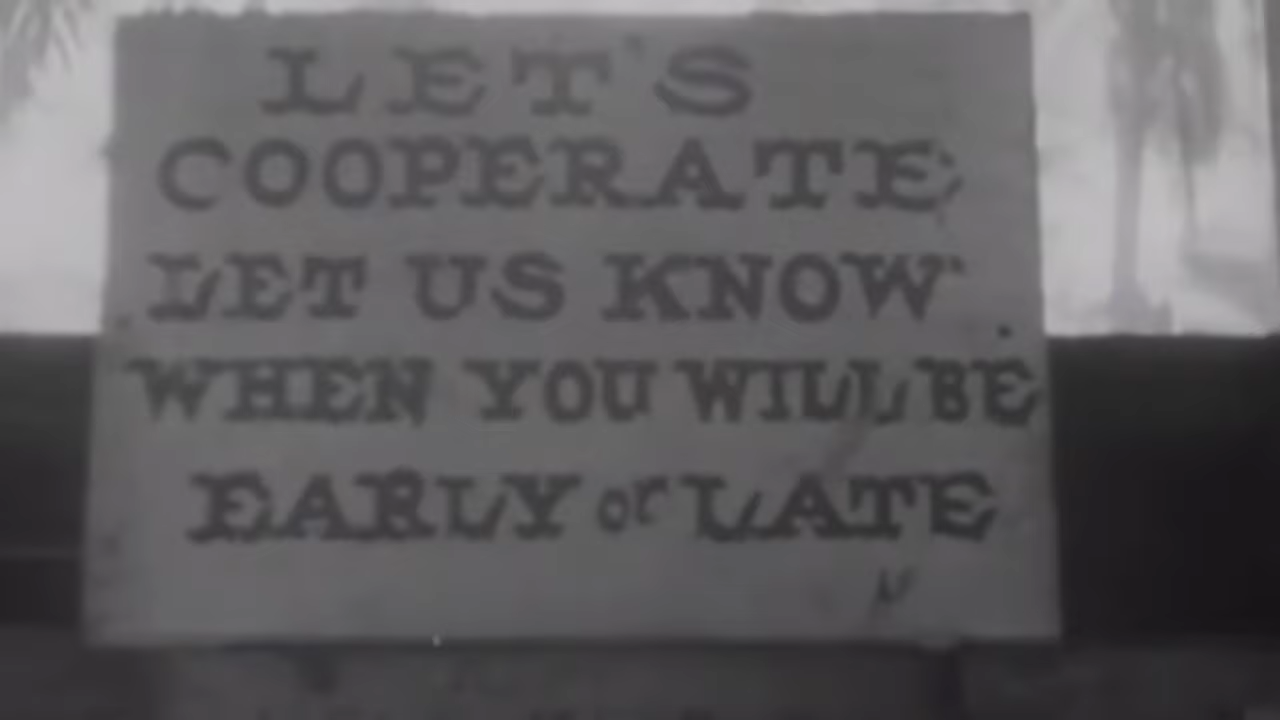 LET'S
COOPERATE
LET US KNOW
WHEN YOU WILL BE
EARLY or LATE